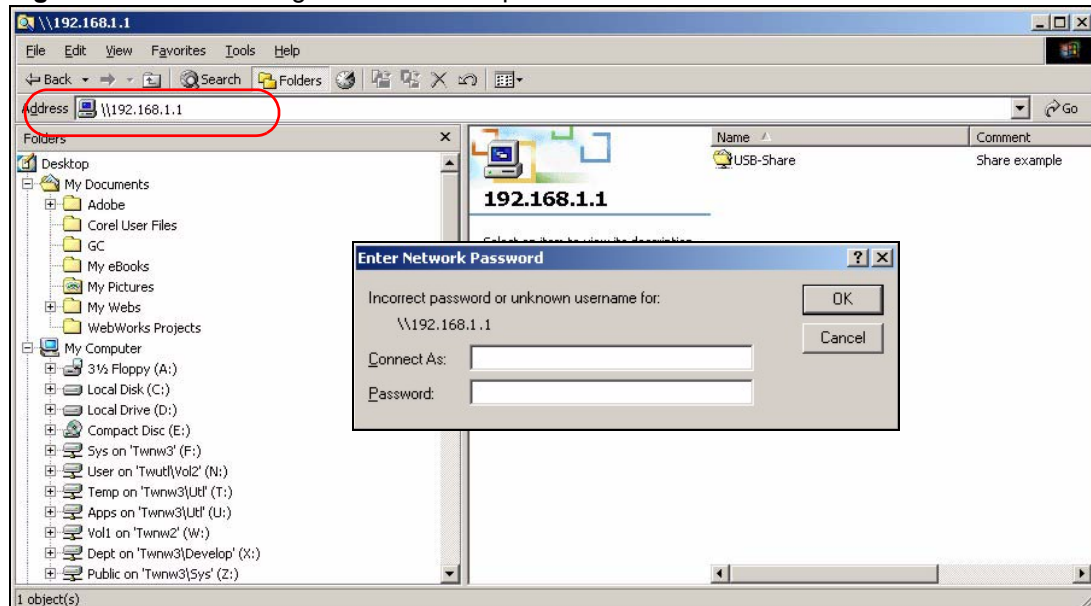 \\192.168.1.1
File Edit View Favorites Tools Help
Back Search Folders
Address \\192.168.1.1 Go
Folders
Desktop
My Documents
Adobe
Corel User Files
GC
My eBooks
My Pictures
My Webs
WebWorks Projects
My Computer
3½ Floppy (A:)
Local Disk (C:)
Local Drive (D:)
Compact Disc (E:)
Sys on 'Twnw3' (F:)
User on 'Twutl\Vol2' (N:)
Temp on 'Twnw3\Utl' (T:)
Apps on 'Twnw3\Utl' (U:)
Vol1 on 'Twnw2' (W:)
Dept on 'Twnw3\Develop' (X:)
Public on 'Twnw3\Sys' (Z:)
192.168.1.1
Name Comment
USB-Share Share example
Enter Network Password
Incorrect password or unknown username for:
\\192.168.1.1
Connect As:
Password:
OK
Cancel
1 object(s)